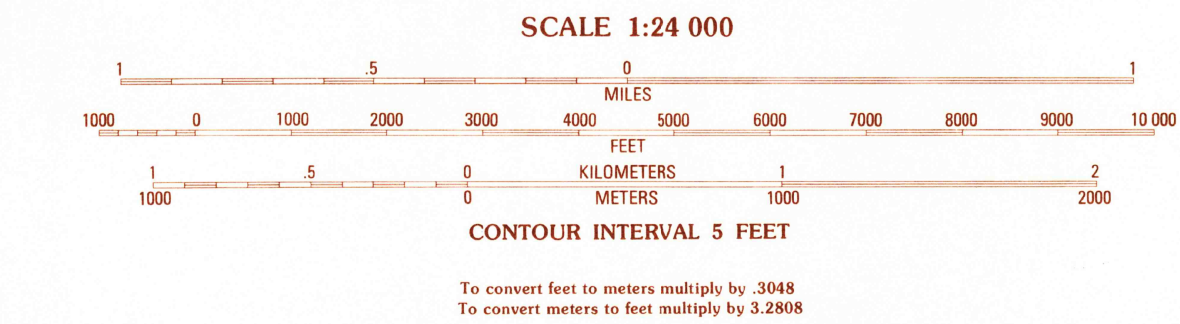 SCALE 1:24 000
1 .5 0 1
MILES
1000 0 1000 2000 3000 4000 5000 6000 7000 8000 9000 10 000
FEET
1 .5 0 KILOMETERS 1 2
1000 0 METERS 1000 2000
CONTOUR INTERVAL 5 FEET
To convert feet to meters multiply by .3048
To convert meters to feet multiply by 3.2808